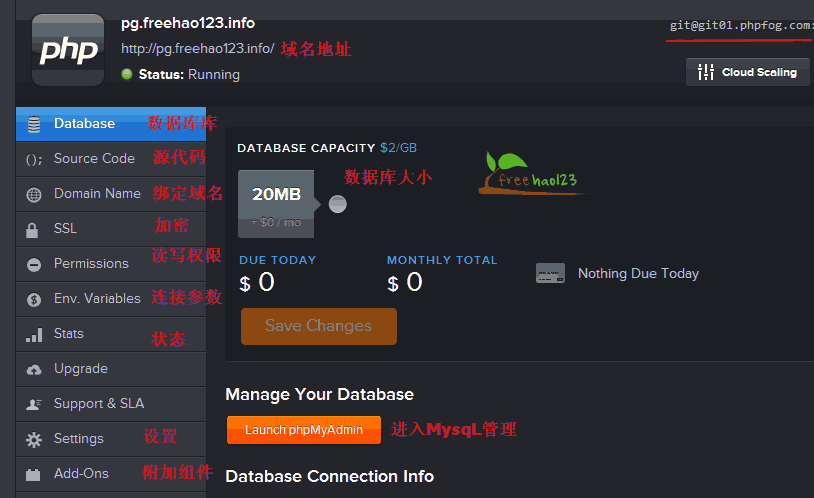 php
pg.freehao123.info
http://pg.freehao123.info/ 域名地址
Status: Running
git@git01.phpfog.com:
Cloud Scaling
Database 数据库库
(); Source Code 源代码
Domain Name 绑定域名
SSL 加密
Permissions 读写权限
Env. Variables 连接参数
Stats 状态
Upgrade
Support & SLA
Settings 设置
Add-Ons 附加组件
DATABASE CAPACITY $2/GB
20MB
+ $0 / mo
数据库大小
freehao123
DUE TODAY
$ 0
MONTHLY TOTAL
$ 0
Nothing Due Today
Save Changes
Manage Your Database
Launch phpMyAdmin 进入MysqL管理
Database Connection Info